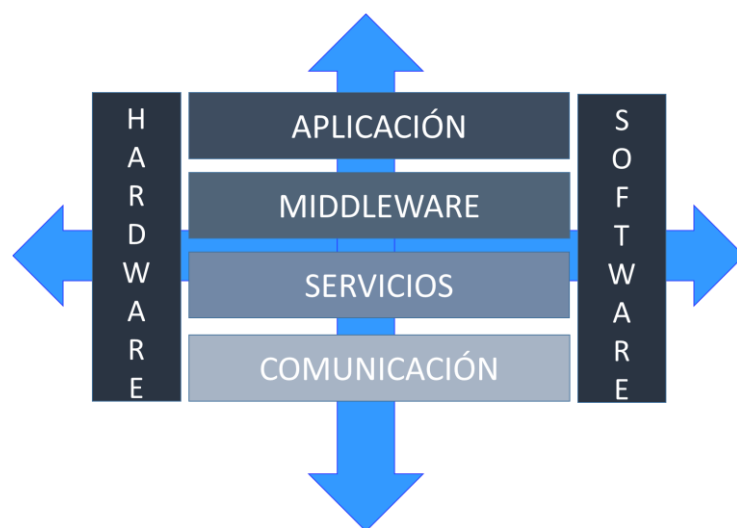 HARDWARE
APLICACIÓN
MIDDLEWARE
SERVICIOS
COMUNICACIÓN
SOFTWARE